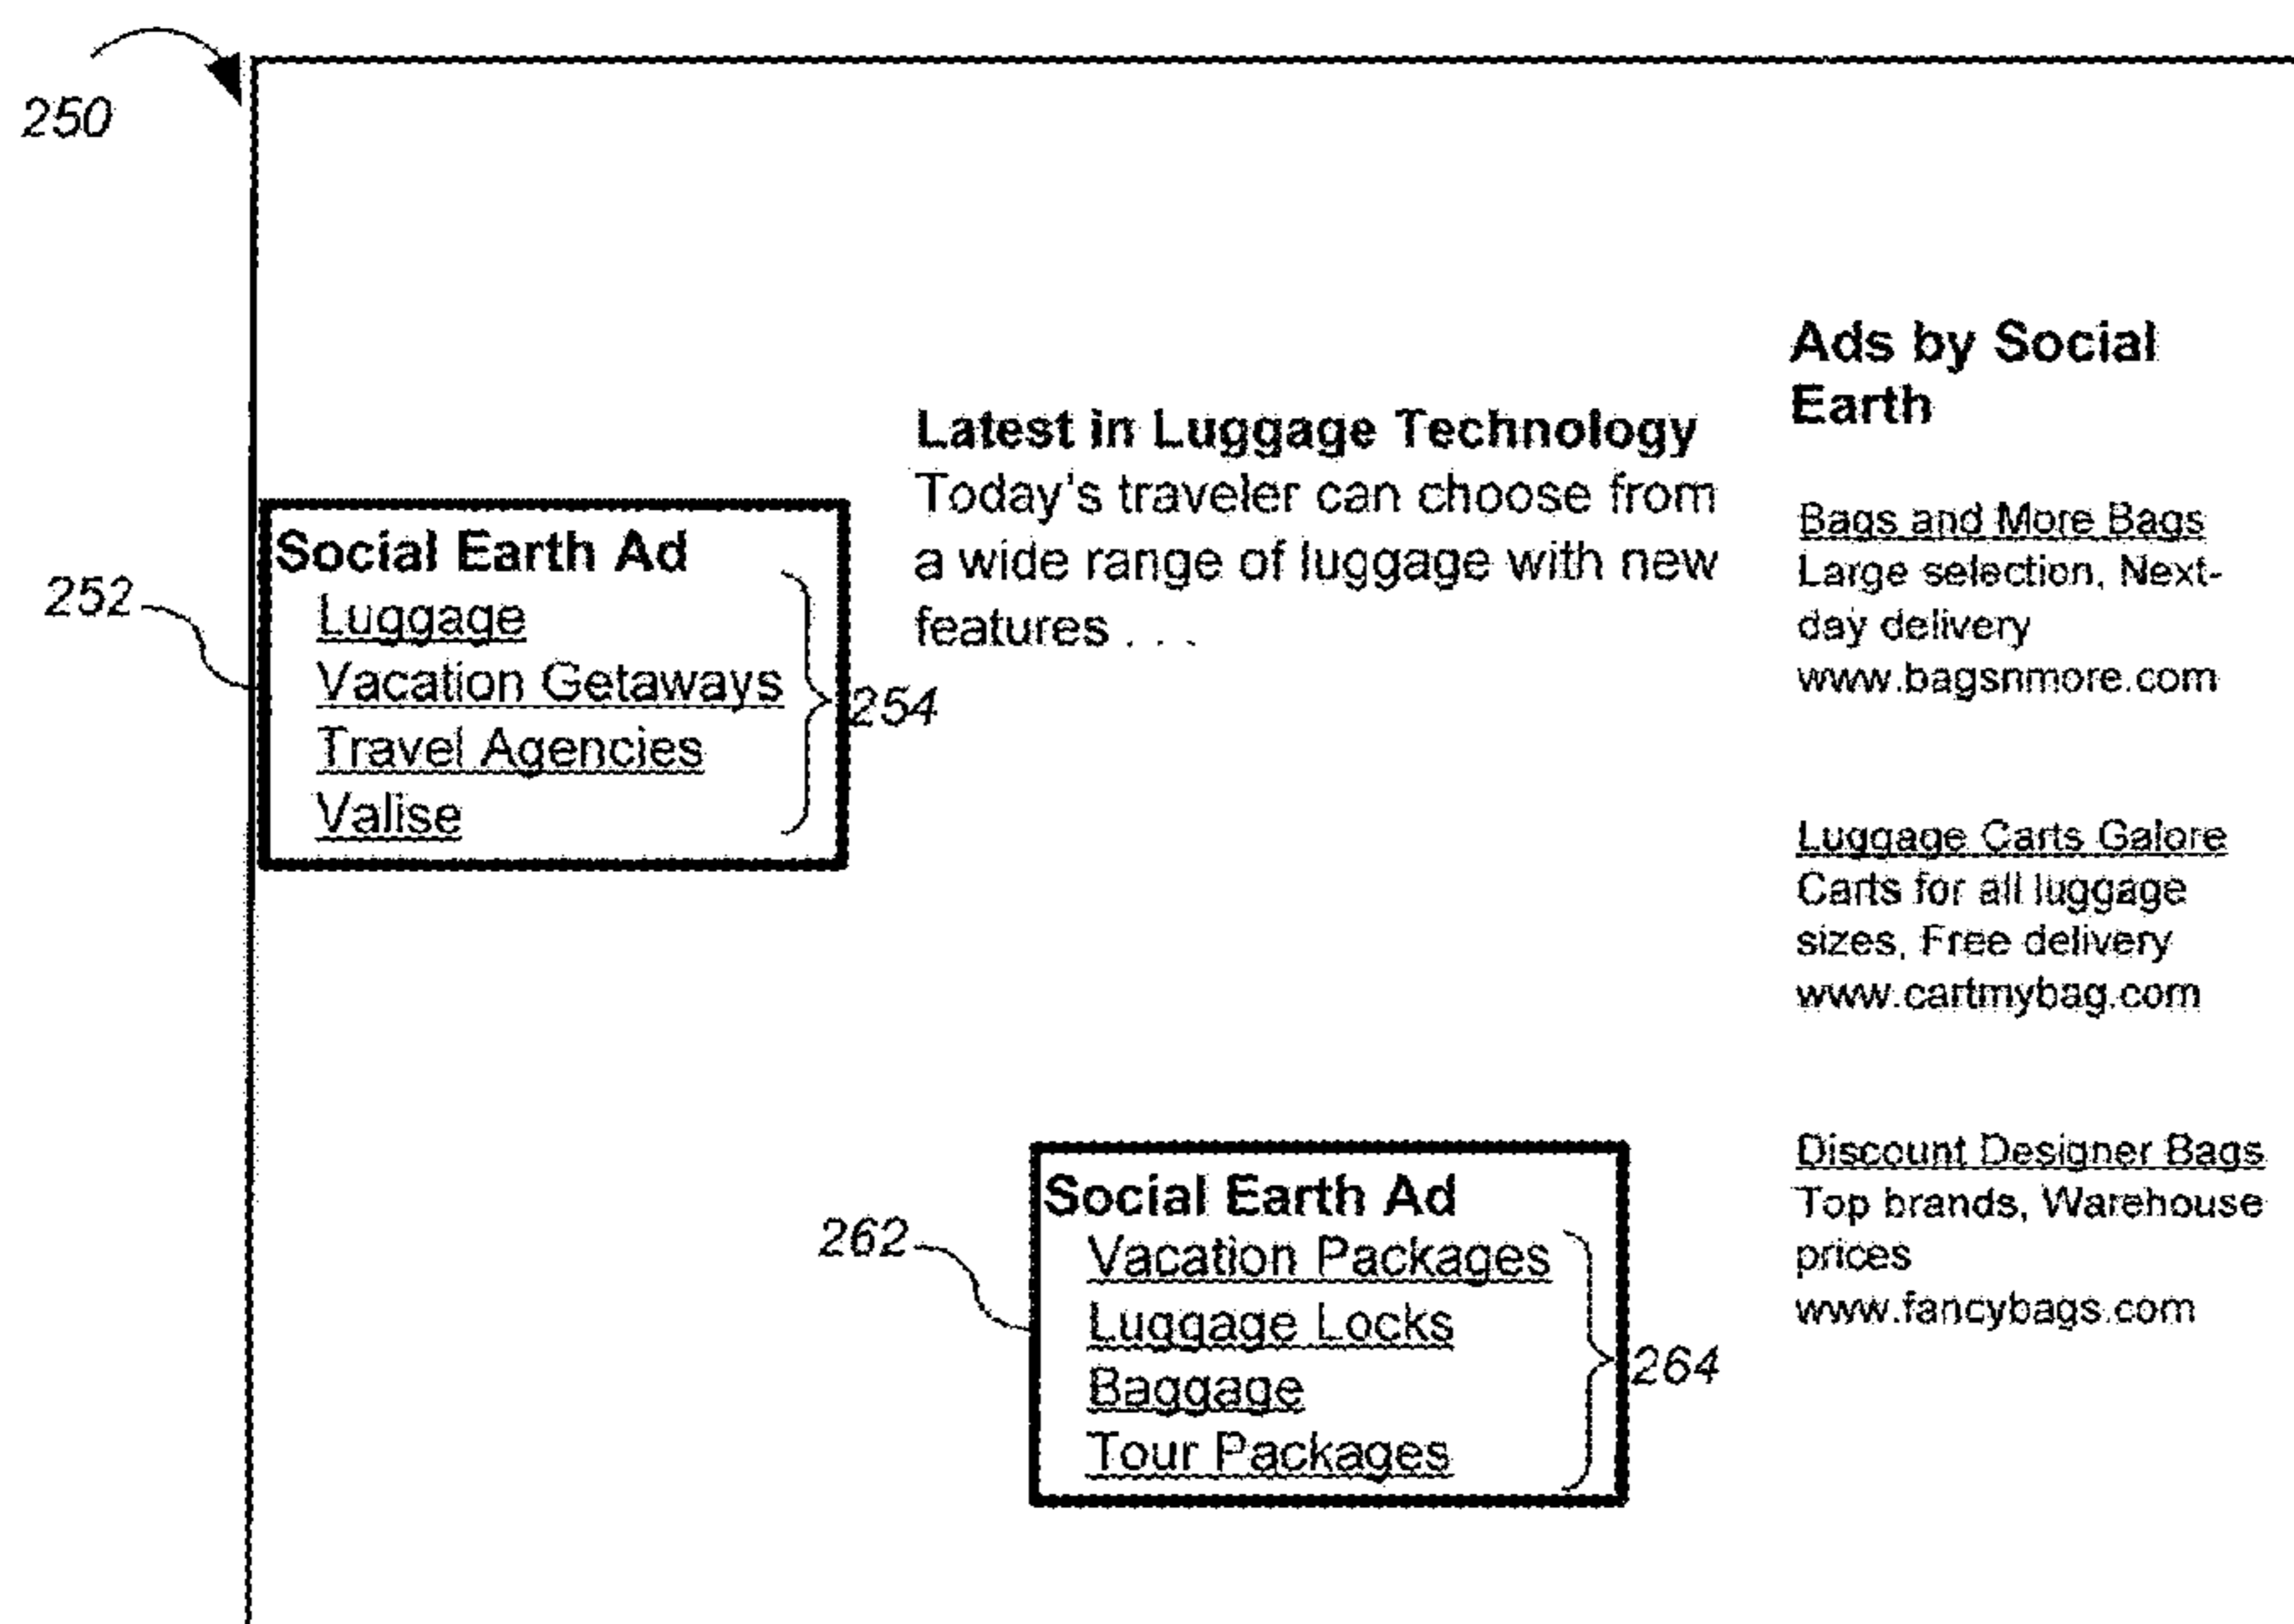 250
252
Social Earth Ad
Luggage
Vacation Getaways
Travel Agencies
Valise
254
Latest in Luggage Technology
Today's traveler can choose from
a wide range of luggage with new
features . . .
262
Social Earth Ad
Vacation Packages
Luggage Locks
Baggage
Tour Packages
264
Ads by Social
Earth
Bags and More Bags
Large selection, Next-
day delivery
www.bagsnmore.com
Luggage Carts Galore
Carts for all luggage
sizes, Free delivery
www.cartmybag.com
Discount Designer Bags
Top brands, Warehouse
prices
www.fancybags.com